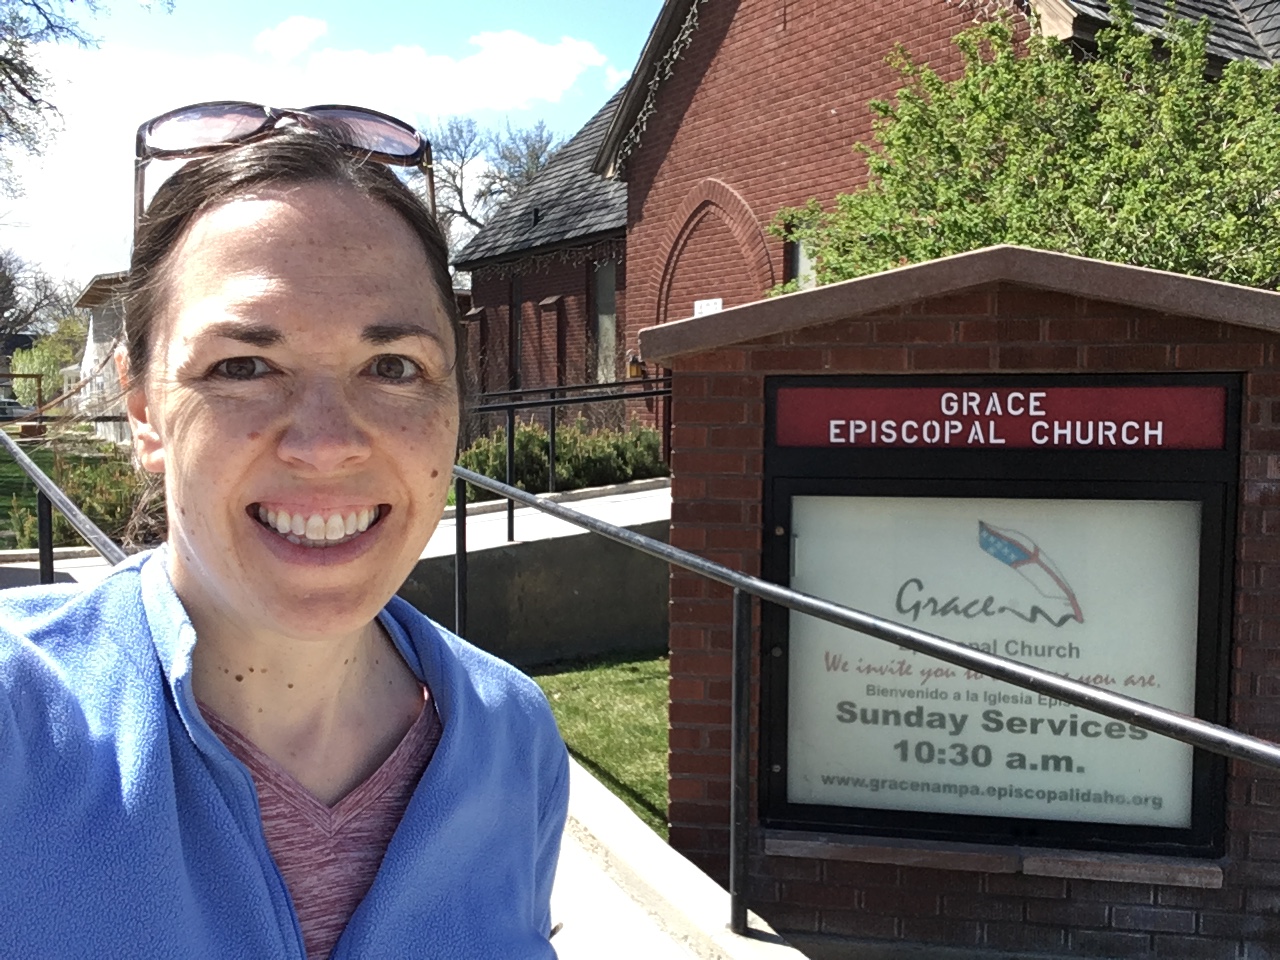 GRACE
EPISCOPAL CHURCH
Grace
Church
We invite you you are.
Bienvenido a la Iglesia
Sunday Services
10:30 a.m.
www.gracenampa.episcopalidaho.org